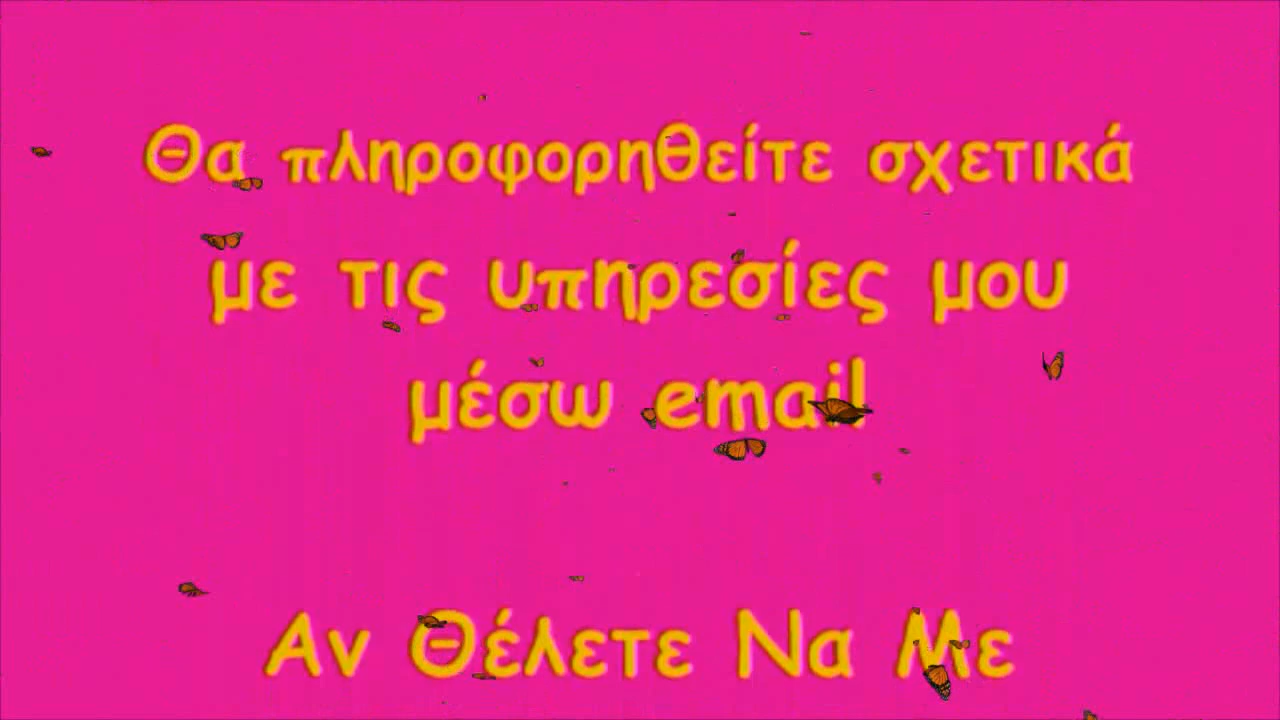 Θα πληροφορηθείτε σχετικά
με τις υπηρεσίες μου
μέσω email
Αν Θέλετε Να Με